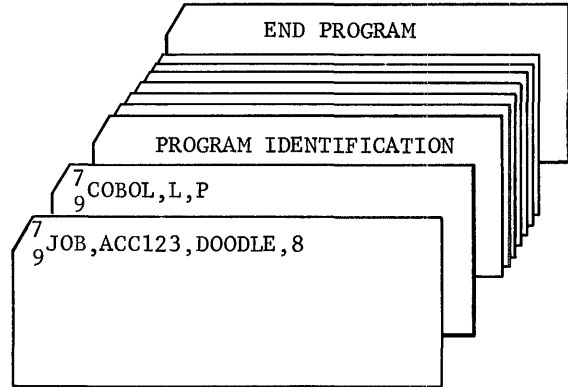 END PROGRAM
PROGRAM IDENTIFICATION
7
9COBOL,L,P
7
9JOB,ACC123,DOODLE,8